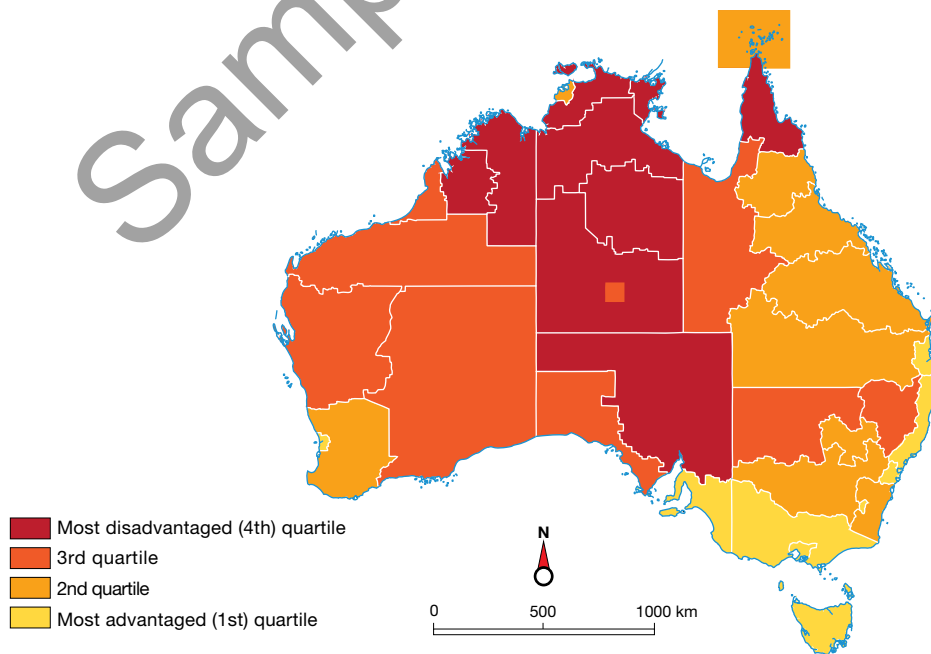 Samp
Most disadvantaged (4th) quartile
3rd quartile
2nd quartile
Most advantaged (1st) quartile
N
0 500 1000 km